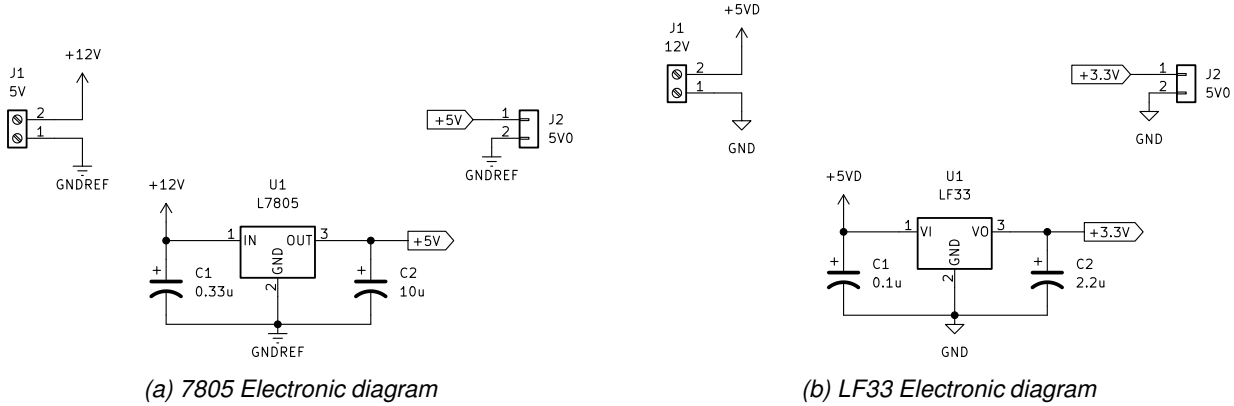 +12V
J1
5V
2
1
GNDREF
+5V
1
2
J2
5V0
GNDREF
+12V
U1
L7805
1
IN
OUT
3
GND
2
+5V
+
C1
0.33u
+
C2
10u
GNDREF
(a) 7805 Electronic diagram
+5VD
J1
12V
2
1
GND
+3.3V
1
2
J2
5V0
GND
+5VD
U1
LF33
1
VI
VO
3
GND
2
+3.3V
+
C1
0.1u
+
C2
2.2u
GND
(b) LF33 Electronic diagram